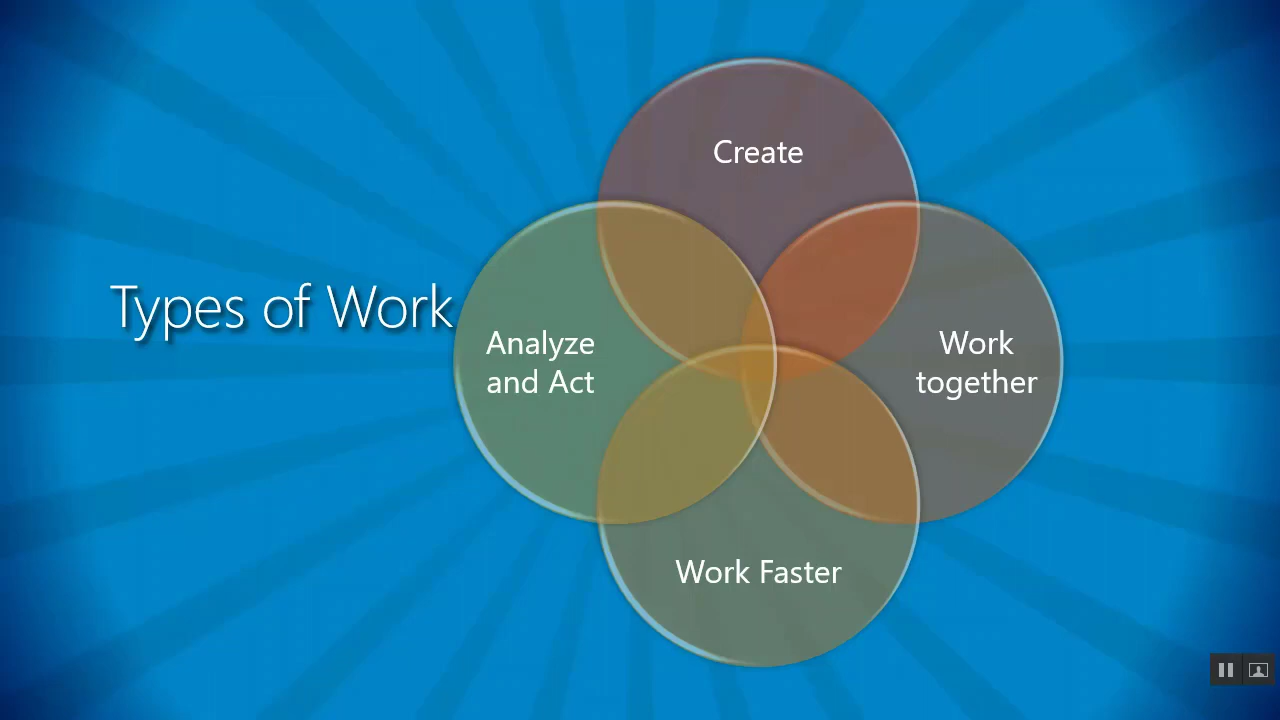 Types of Work
Create
Analyze
and Act
Work
together
Work Faster